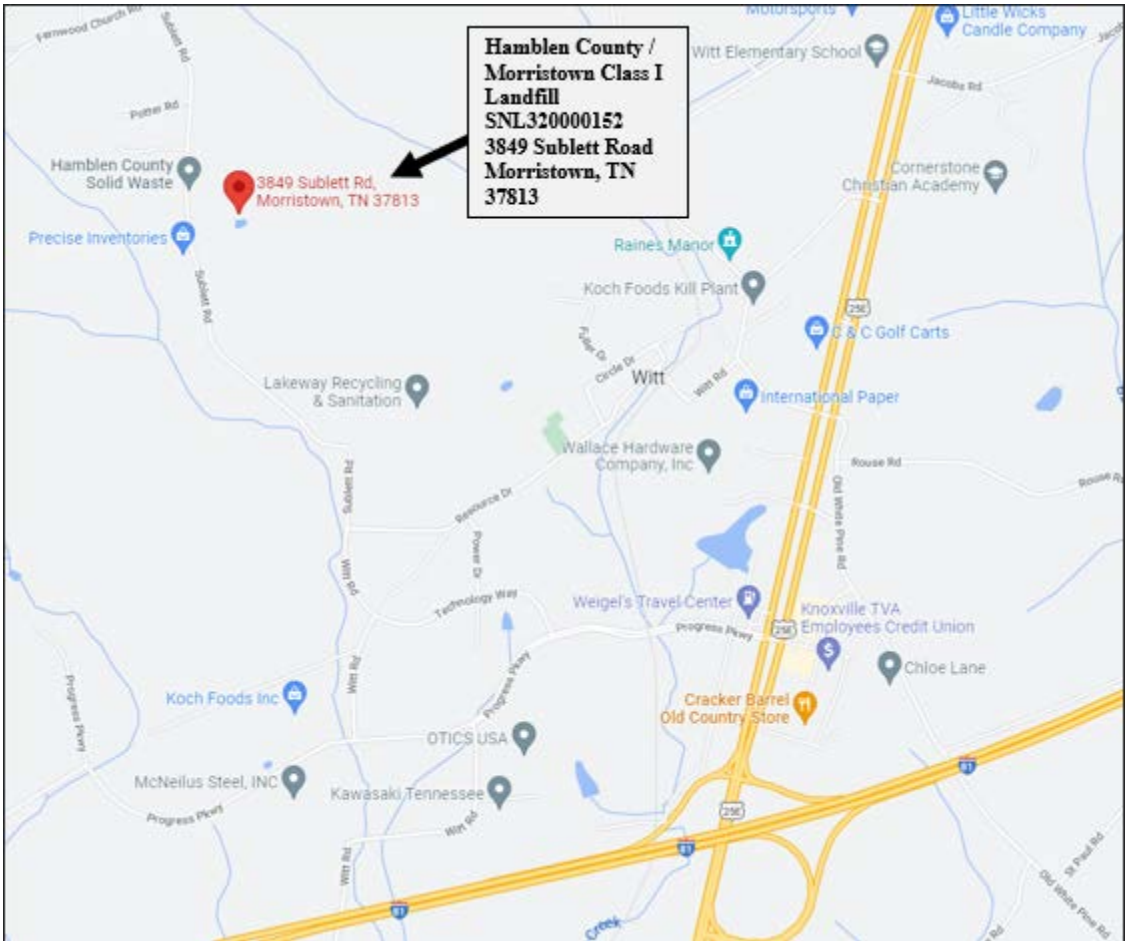 Motorsports
Little Wicks
Candle Company
Fernwood Church Rd
Sublett Rd
Hamblen County /
Morristown Class I
Landfill
SNL320000152
3849 Sublett Road
Morristown, TN
37813
Witt Elementary School
Jacobs Rd
Potter Rd
Hamblen County
Solid Waste
3849 Sublett Rd,
Morristown, TN 37813
Cornerstone
Christian Academy
Precise Inventories
Raines Manor
Sublett Rd
Koch Foods Kill Plant
25E
C & C Golf Carts
Fuller Dr
Circle Dr
Witt
Witt Rd
Lakeway Recycling
& Sanitation
International Paper
Wallace Hardware
Company, Inc
Rouse Rd
Rouse Rd
Sublett Rd
Resource Dr
Old White Pine Rd
Power Dr
Witt Rd
Technology Way
Weigel's Travel Center
Knoxville TVA
Employees Credit Union
Progress Pkwy
25E
Chloe Lane
Progress Pkwy
Witt Rd
Koch Foods Inc
Progress Pkwy
Cracker Barrel
Old Country Store
OTICS USA
81
McNeilus Steel, INC
Kawasaki Tennessee
Progress Pkwy
Witt Rd
25E
81
Witt Rd
St Paul Rd
Old White Pine Rd
81
Creek